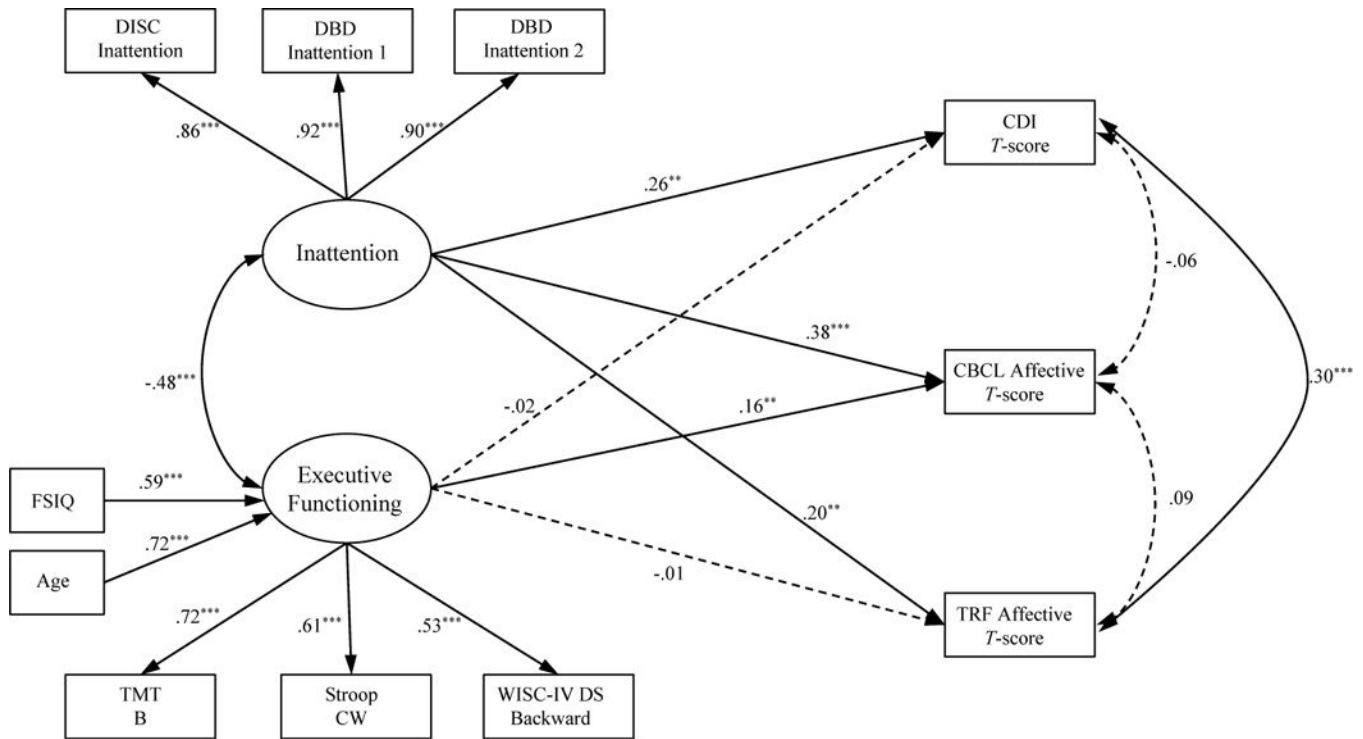 DISC
Inattention
DBD
Inattention 1
DBD
Inattention 2
.86***
.92***
.90***
CDI
T-score
.26**
Inattention
-.06
.38***
-.48***
CBCL Affective
T-score
.30***
-.02
.16**
Executive
Functioning
FSIQ
.59***
.09
.20**
Age
.72***
-.01
TRF Affective
T-score
.72***
.61***
.53***
TMT
B
Stroop
CW
WISC-IV DS
Backward